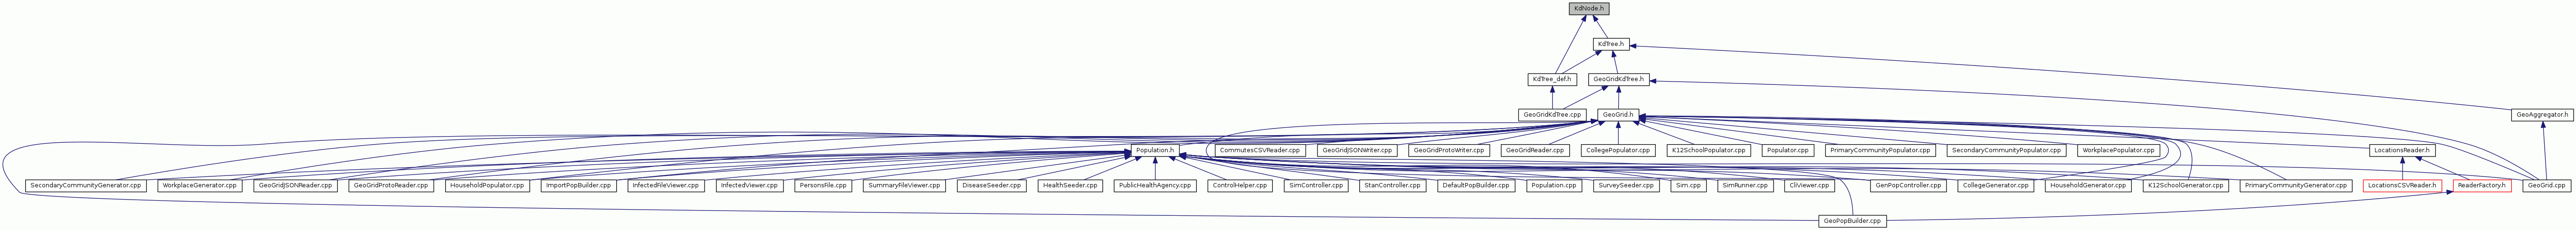 KdNode.h
KdTree.h
KdTree_def.h
GeoGridKdTree.h
GeoGridKdTree.cpp
GeoGrid.h
GeoAggregator.h
Population.h
CommutesCSVReader.cpp
GeoGridJSONWriter.cpp
GeoGridProtoWriter.cpp
GeoGridReader.cpp
CollegePopulator.cpp
K12SchoolPopulator.cpp
Populator.cpp
PrimaryCommunityPopulator.cpp
SecondaryCommunityPopulator.cpp
WorkplacePopulator.cpp
LocationsReader.h
SecondaryCommunityGenerator.cpp
WorkplaceGenerator.cpp
GeoGridJSONReader.cpp
GeoGridProtoReader.cpp
HouseholdPopulator.cpp
ImportPopBuilder.cpp
InfectedFileViewer.cpp
InfectedViewer.cpp
PersonsFile.cpp
SummaryFileViewer.cpp
DiseaseSeeder.cpp
HealthSeeder.cpp
PublicHealthAgency.cpp
ControlHelper.cpp
SimController.cpp
StanController.cpp
DefaultPopBuilder.cpp
Population.cpp
SurveySeeder.cpp
Sim.cpp
SimRunner.cpp
CliViewer.cpp
GenPopController.cpp
CollegeGenerator.cpp
HouseholdGenerator.cpp
K12SchoolGenerator.cpp
PrimaryCommunityGenerator.cpp
LocationsCSVReader.h
ReaderFactory.h
GeoGrid.cpp
GeoPopBuilder.cpp